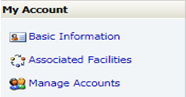 My Account
Basic Information
Associated Facilities
Manage Accounts